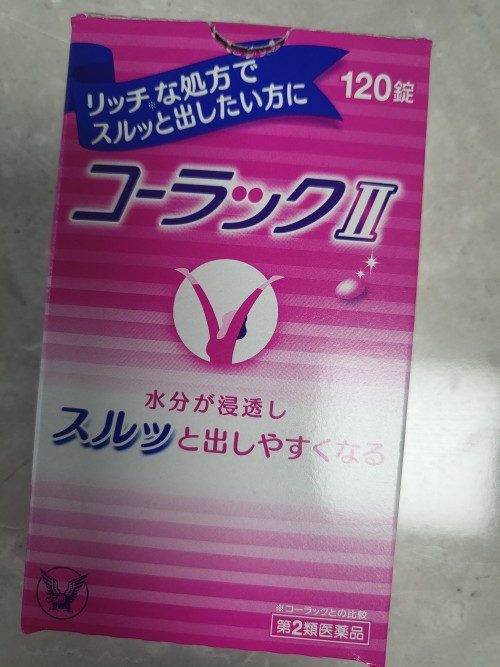 リッチ※な処方で
スルッと出したい方に
120錠
コーラックII
水分が浸透し
スルッと出しやすくなる
※コーラックとの比較
第2類医薬品